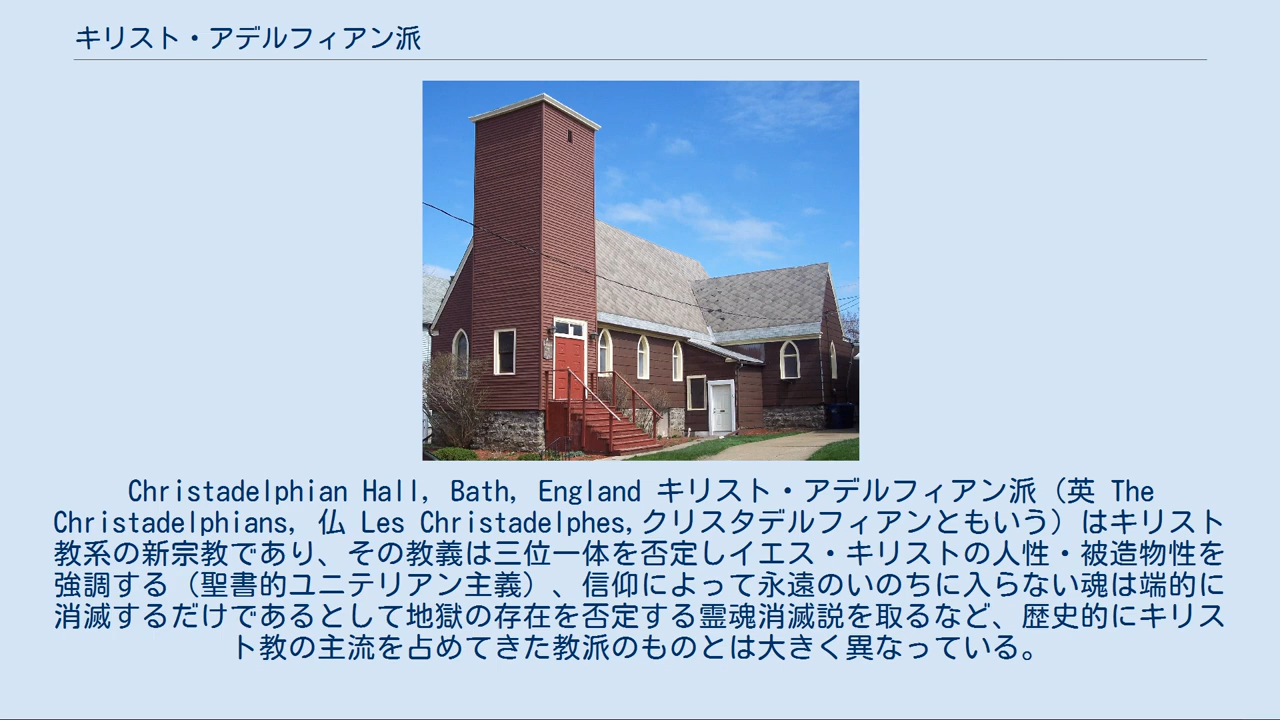 キリスト・アデルフィアン派
Christadelphian Hall, Bath, England キリスト・アデルフィアン派（英 The
Christadelphians, 仏 Les Christadelphes,クリスタデルフィアンともいう）はキリスト
教系の新宗教であり、その教義は三位一体を否定しイエス・キリストの人性・被造物性を
強調する（聖書的ユニテリアン主義）、信仰によって永遠のいのちに入らない魂は端的に
消滅するだけであるとして地獄の存在を否定する霊魂消滅説を取るなど、歴史的にキリス
ト教の主流を占めてきた教派のものとは大きく異なっている。